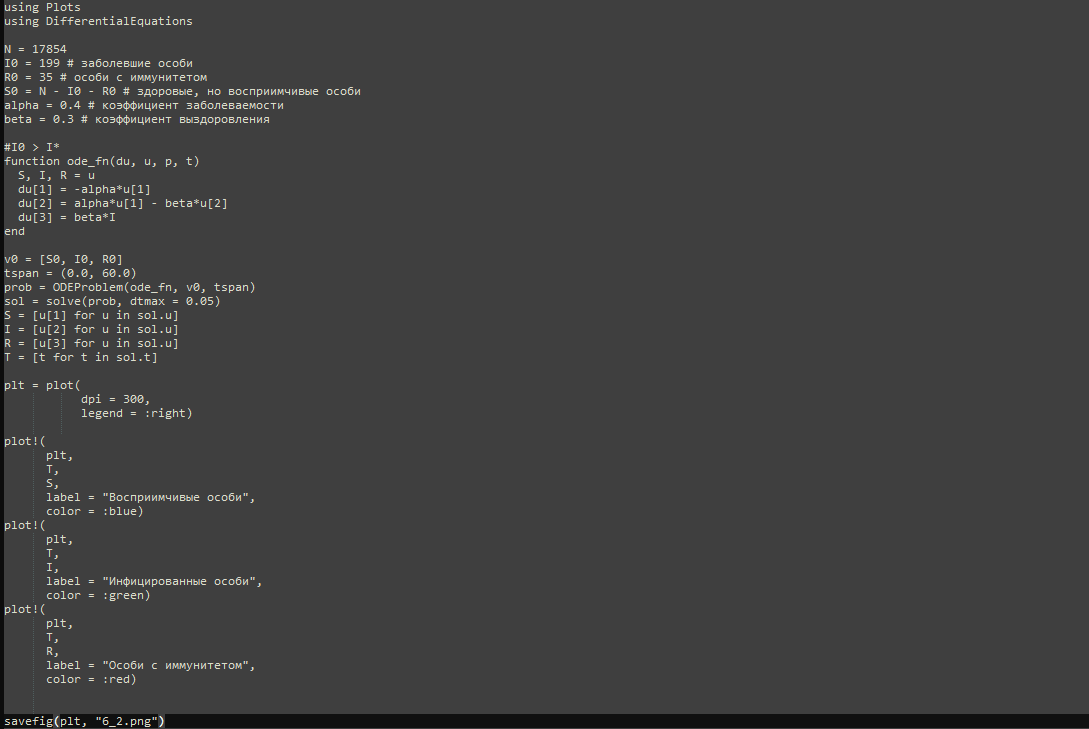 using Plots
using DifferentialEquations
N = 17854
I0 = 199 # заболевшие особи
R0 = 35 # особи с иммунитетом
S0 = N - I0 - R0 # здоровые, но восприимчивые особи
alpha = 0.4 # коэффициент заболеваемости
beta = 0.3 # коэффициент выздоровления
#I0 > I*
function ode_fn(du, u, p, t)
S, I, R = u
du[1] = -alpha*u[1]
du[2] = alpha*u[1] - beta*u[2]
du[3] = beta*I
end
v0 = [S0, I0, R0]
tspan = (0.0, 60.0)
prob = ODEProblem(ode_fn, v0, tspan)
sol = solve(prob, dtmax = 0.05)
S = [u[1] for u in sol.u]
I = [u[2] for u in sol.u]
R = [u[3] for u in sol.u]
T = [t for t in sol.t]
plt = plot(
dpi = 300,
legend = :right)
plot!(
plt,
T,
S,
label = "Восприимчивые особи",
color = :blue)
plot!(
plt,
T,
I,
label = "Инфицированные особи",
color = :green)
plot!(
plt,
T,
R,
label = "Особи с иммунитетом",
color = :red)
savefig(plt, "6_2.png")